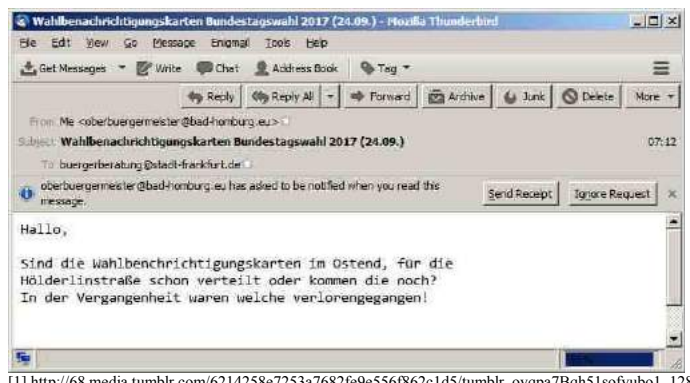 Wahlbenachrichtigungskarten Bundestagswahl 2017 (24.09.) - Mozilla Thunderbird
File Edit View Go Message Enigmail Tools Help
Get Messages Write Chat Address Book Tag
Reply Reply All Forward Archive Junk Delete More
From: Me <oberbuergermeister@bad-homburg.eu>
Subject: Wahlbenachrichtigungskarten Bundestagswahl 2017 (24.09.) 07:12
To: buergerberatung@stadt-frankfurt.de
oberbuergermeister@bad-homburg.eu has asked to be notified when you read this
message. Send Receipt Ignore Request
Hallo,
Sind die Wahlbenchrichtigungskarten im Ostend, für die
Hölderlinstraße schon verteilt oder kommen die noch?
In der Vergangenheit waren welche verlorengegangen!